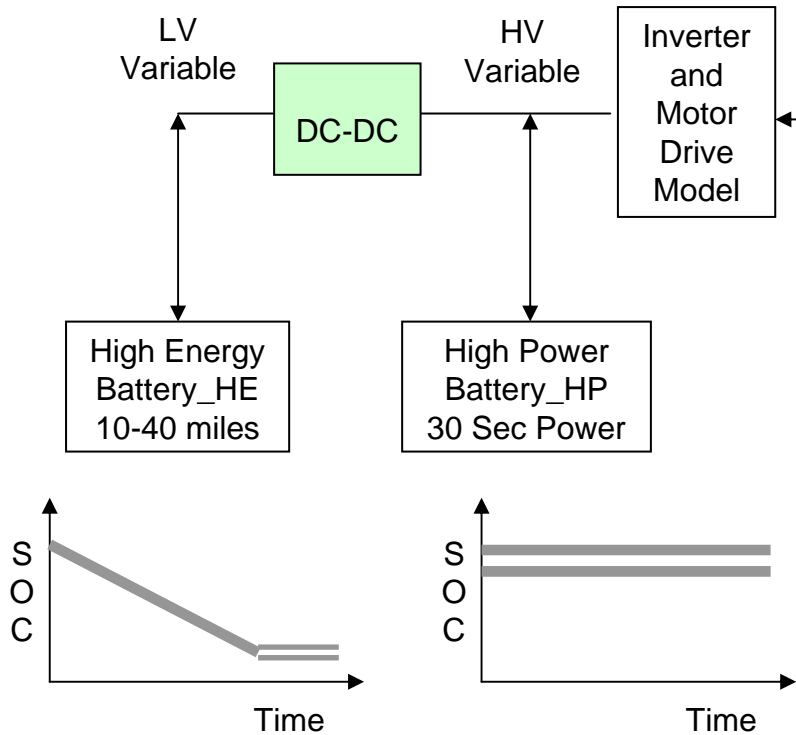 LV
Variable
HV
Variable
DC-DC
Inverter
and
Motor
Drive
Model
High Energy
Battery_HE
10-40 miles
High Power
Battery_HP
30 Sec Power
S
O
C
Time
S
O
C
Time